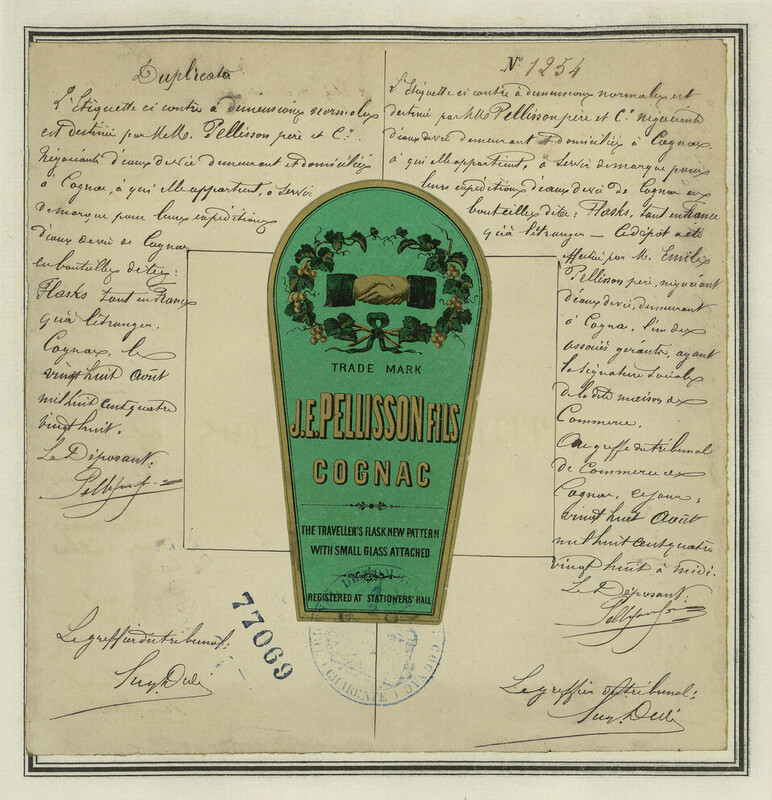 Duplicata
L'Etiquette ci contre à dimensions normales
est destiné par M.M. Pellisson père et Cie.
Négociants d'eaux de vie demeurant et domiciliés
à Cognac, à qui elle appartient, à servir
de marque pour leurs expéditions
d'eaux de vie de Cognac
en bouteilles dites:
Flasks tant en France
qu'à l'étranger.
Cognac, le
vingt huit Août
mil huit cent quatre
vingt huit.
Le Déposant:
Le greffier du tribunal:
No. 1254
L'Etiquette ci contre à dimensions normales est
destiné par M.M. Pellisson père et Cie. négociants
d'eaux de vie demeurant et domiciliés à Cognac
à qui elle appartient, à servir de marque pour
leurs expéditions d'eaux de vie de Cognac en
bouteilles dites: Flasks, tant en France
qu'à l'étranger — Ce dépôt a été
effectué par M. Emile
Pellisson père, négociant
d'eaux de vie, demeurant
à Cognac, l'un des
associés gérants, ayant
la signature sociale
de la dite maison de
Commerce.
Au greffe du tribunal
de Commerce de
Cognac, ce jour:
vingt huit Août
mil huit cent quatre
vingt huit à midi.
Le Déposant:
Le greffier du tribunal:
TRADE MARK
J.E. PELLISSON FILS
COGNAC
THE TRAVELLER'S FLASK, NEW PATTERN
WITH SMALL GLASS ATTACHED
REGISTERED AT STATIONERS' HALL
77069
CHARENTE